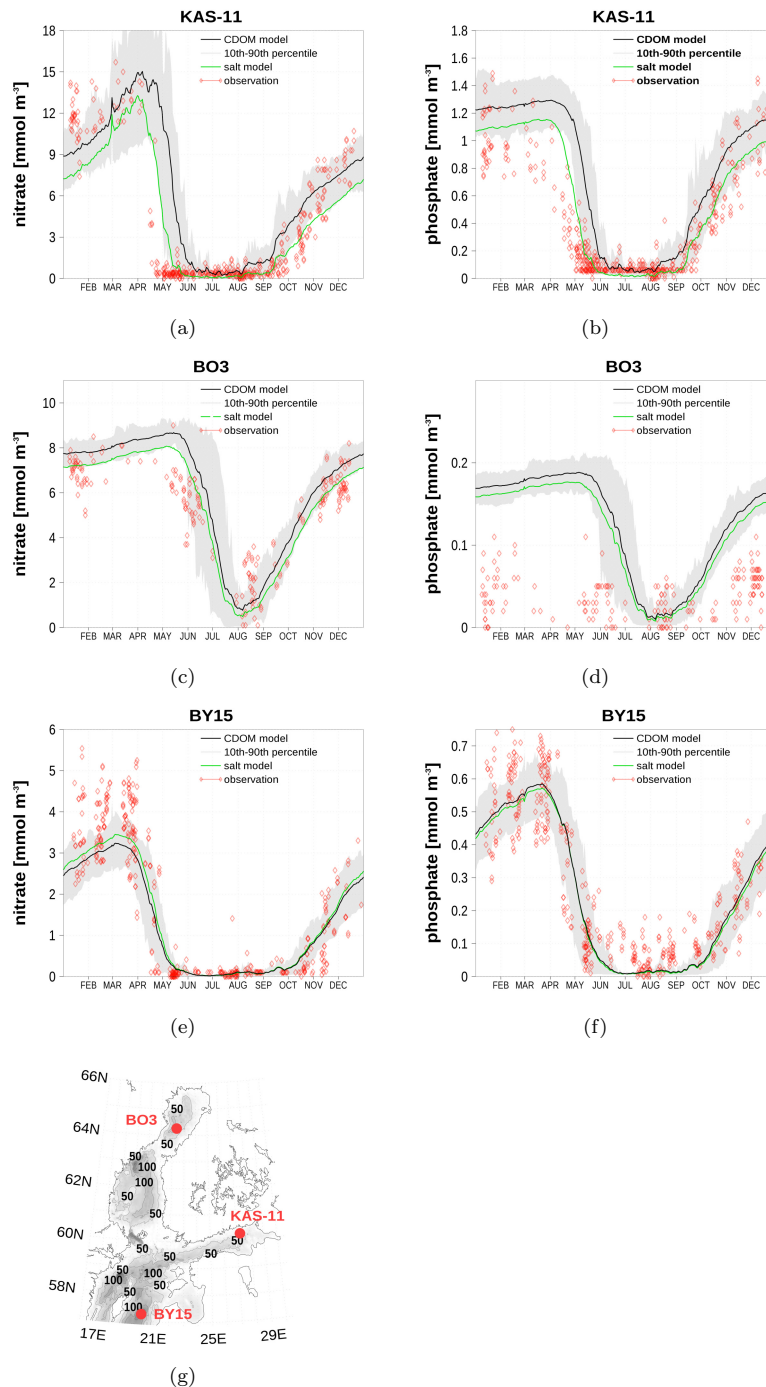 KAS-11
nitrate [mmol m-3]
18
15
12
9
6
3
0
CDOM model
10th-90th percentile
salt model
observation
FEB MAR APR MAY JUN JUL AUG SEP OCT NOV DEC
(a)
KAS-11
phosphate [mmol m-3]
1.8
1.6
1.4
1.2
1
0.8
0.6
0.4
0.2
0
CDOM model
10th-90th percentile
salt model
observation
FEB MAR APR MAY JUN JUL AUG SEP OCT NOV DEC
(b)
BO3
nitrate [mmol m-3]
10
8
6
4
2
0
CDOM model
10th-90th percentile
salt model
observation
FEB MAR APR MAY JUN JUL AUG SEP OCT NOV DEC
(c)
BO3
phosphate [mmol m-3]
0.2
0.1
0
CDOM model
10th-90th percentile
salt model
observation
FEB MAR APR MAY JUN JUL AUG SEP OCT NOV DEC
(d)
BY15
nitrate [mmol m-3]
6
5
4
3
2
1
0
CDOM model
10th-90th percentile
salt model
observation
FEB MAR APR MAY JUN JUL AUG SEP OCT NOV DEC
(e)
BY15
phosphate [mmol m-3]
0.7
0.6
0.5
0.4
0.3
0.2
0.1
0
CDOM model
10th-90th percentile
salt model
observation
FEB MAR APR MAY JUN JUL AUG SEP OCT NOV DEC
(f)
66N
50
BO3
64N
50
50
100
62N
100
50
50
KAS-11
60N
50
50
50
50
50
100
58N
100
50
50
100
BY15
17E 21E 25E 29E
(g)